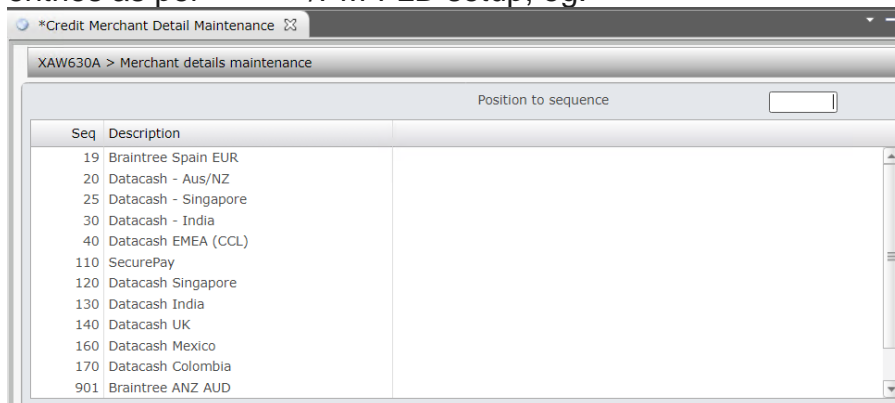 *Credit Merchant Detail Maintenance
XAW630A > Merchant details maintenance
Position to sequence
Seq Description
19 Braintree Spain EUR
20 Datacash - Aus/NZ
25 Datacash - Singapore
30 Datacash - India
40 Datacash EMEA (CCL)
110 SecurePay
120 Datacash Singapore
130 Datacash India
140 Datacash UK
160 Datacash Mexico
170 Datacash Colombia
901 Braintree ANZ AUD